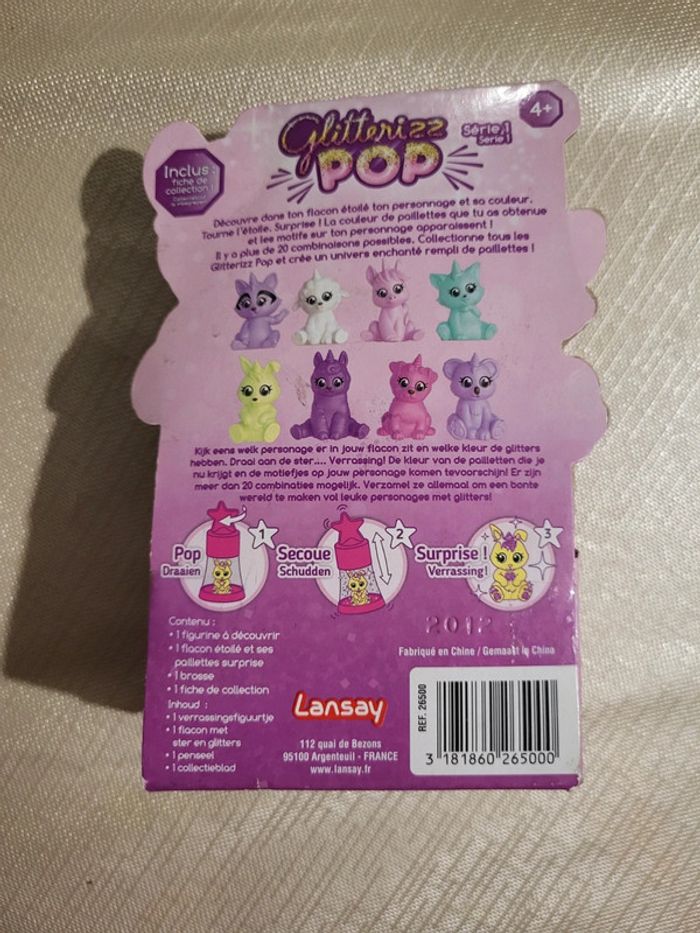 Glitterizz
POP
Série 1
Serie 1
4+
Inclus :
fiche de
collection !
Découvre dans ton flacon étoilé ton personnage et sa couleur.
Tourne l'étoile. Surprise ! La couleur de paillettes que tu as obtenue
et les motifs sur ton personnage apparaissent !
Il y a plus de 20 combinaisons possibles. Collectionne tous les
Glitterizz Pop et crée un univers enchanté rempli de paillettes !
Kijk eens welk personage er in jouw flacon zit en welke kleur de glitters
hebben. Draai aan de ster.... Verrassing! De kleur van de pailletten die je
nu krijgt en de motiefjes op jouw personage komen tevoorschijn! Er zijn
meer dan 20 combinaties mogelijk. Verzamel ze allemaal om een bonte
wereld te maken vol leuke personages met glitters!
1
Pop
Draaien
2
Secoue
Schudden
3
Surprise !
Verrassing!
Contenu :
• 1 figurine à découvrir
• 1 flacon étoilé et ses
paillettes surprise
• 1 brosse
• 1 fiche de collection
Inhoud :
• 1 verrassingsfiguurtje
• 1 flacon met
ster en glitters
• 1 penseel
• 1 collectieblad
Lansay
112 quai de Bezons
95100 Argenteuil - FRANCE
www.lansay.fr
Fabriqué en Chine / Gemaakt in China
REF. 26500
3 181860 265000